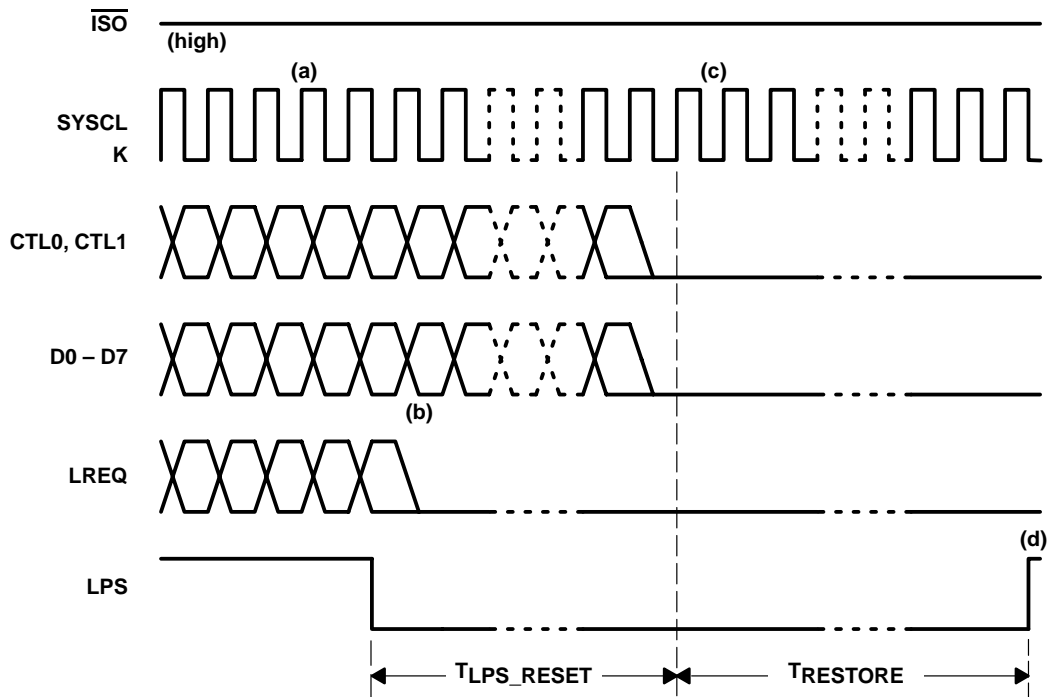 ISO
(high)
(a)
(c)
SYSCL
K
CTL0, CTL1
D0 – D7
(b)
LREQ
(d)
LPS
TLPS_RESET
TRESTORE